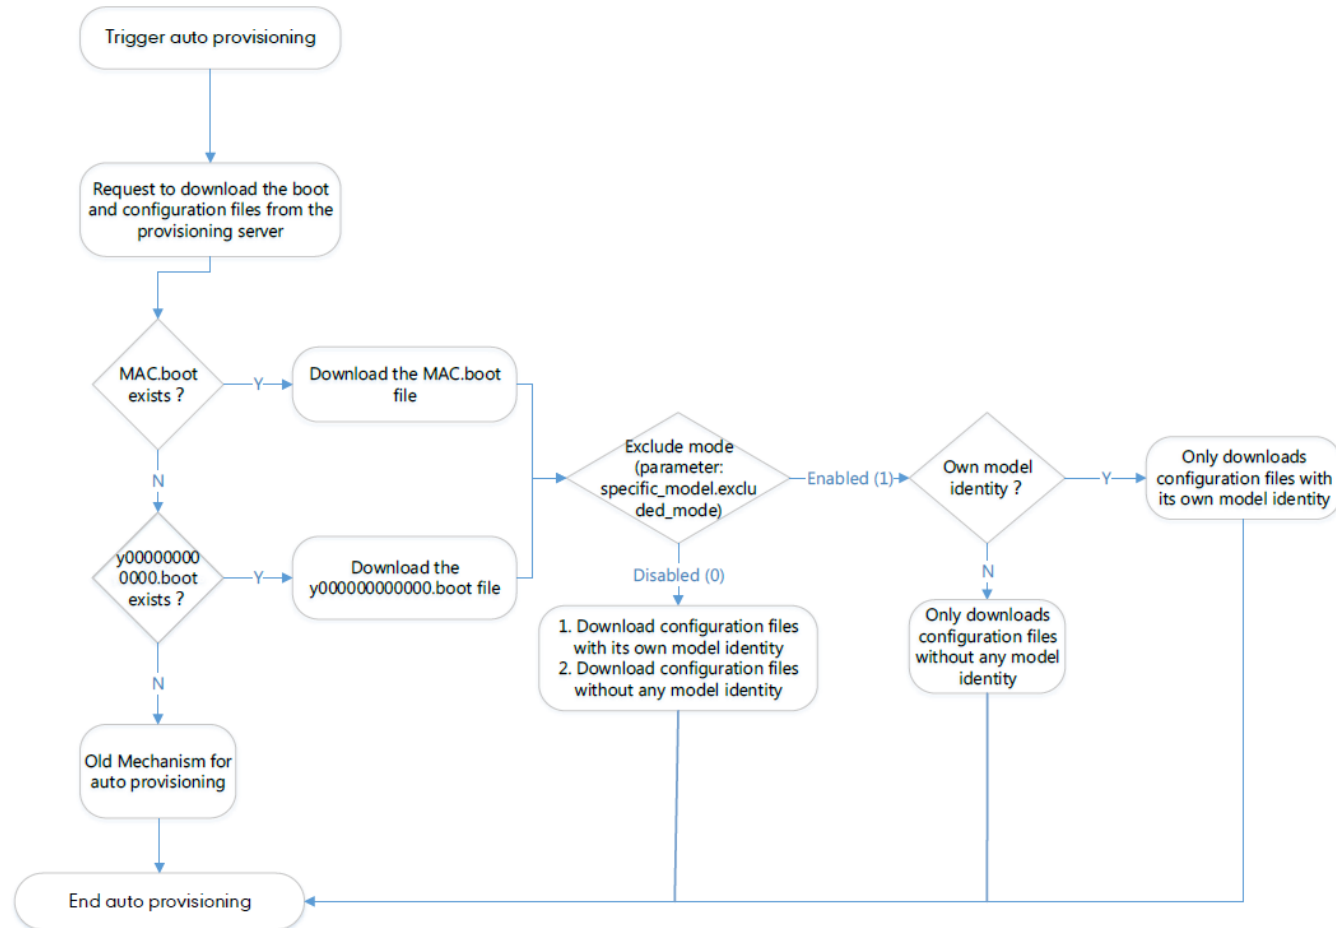 Trigger auto provisioning
Request to download the boot
and configuration files from the
provisioning server
MAC.boot
exists ?
Y
Download the MAC.boot
file
N
y00000000
0000.boot
exists ?
Y
Download the
y000000000000.boot file
N
Old Mechanism for
auto provisioning
End auto provisioning
Exclude mode
(parameter:
specific_model.exclu
ded_mode)
Enabled (1)
Disabled (0)
1. Download configuration files
with its own model identity
2. Download configuration files
without any model identity
Own model
identity ?
Y
Only downloads
configuration files with
its own model identity
N
Only downloads
configuration files
without any model
identity